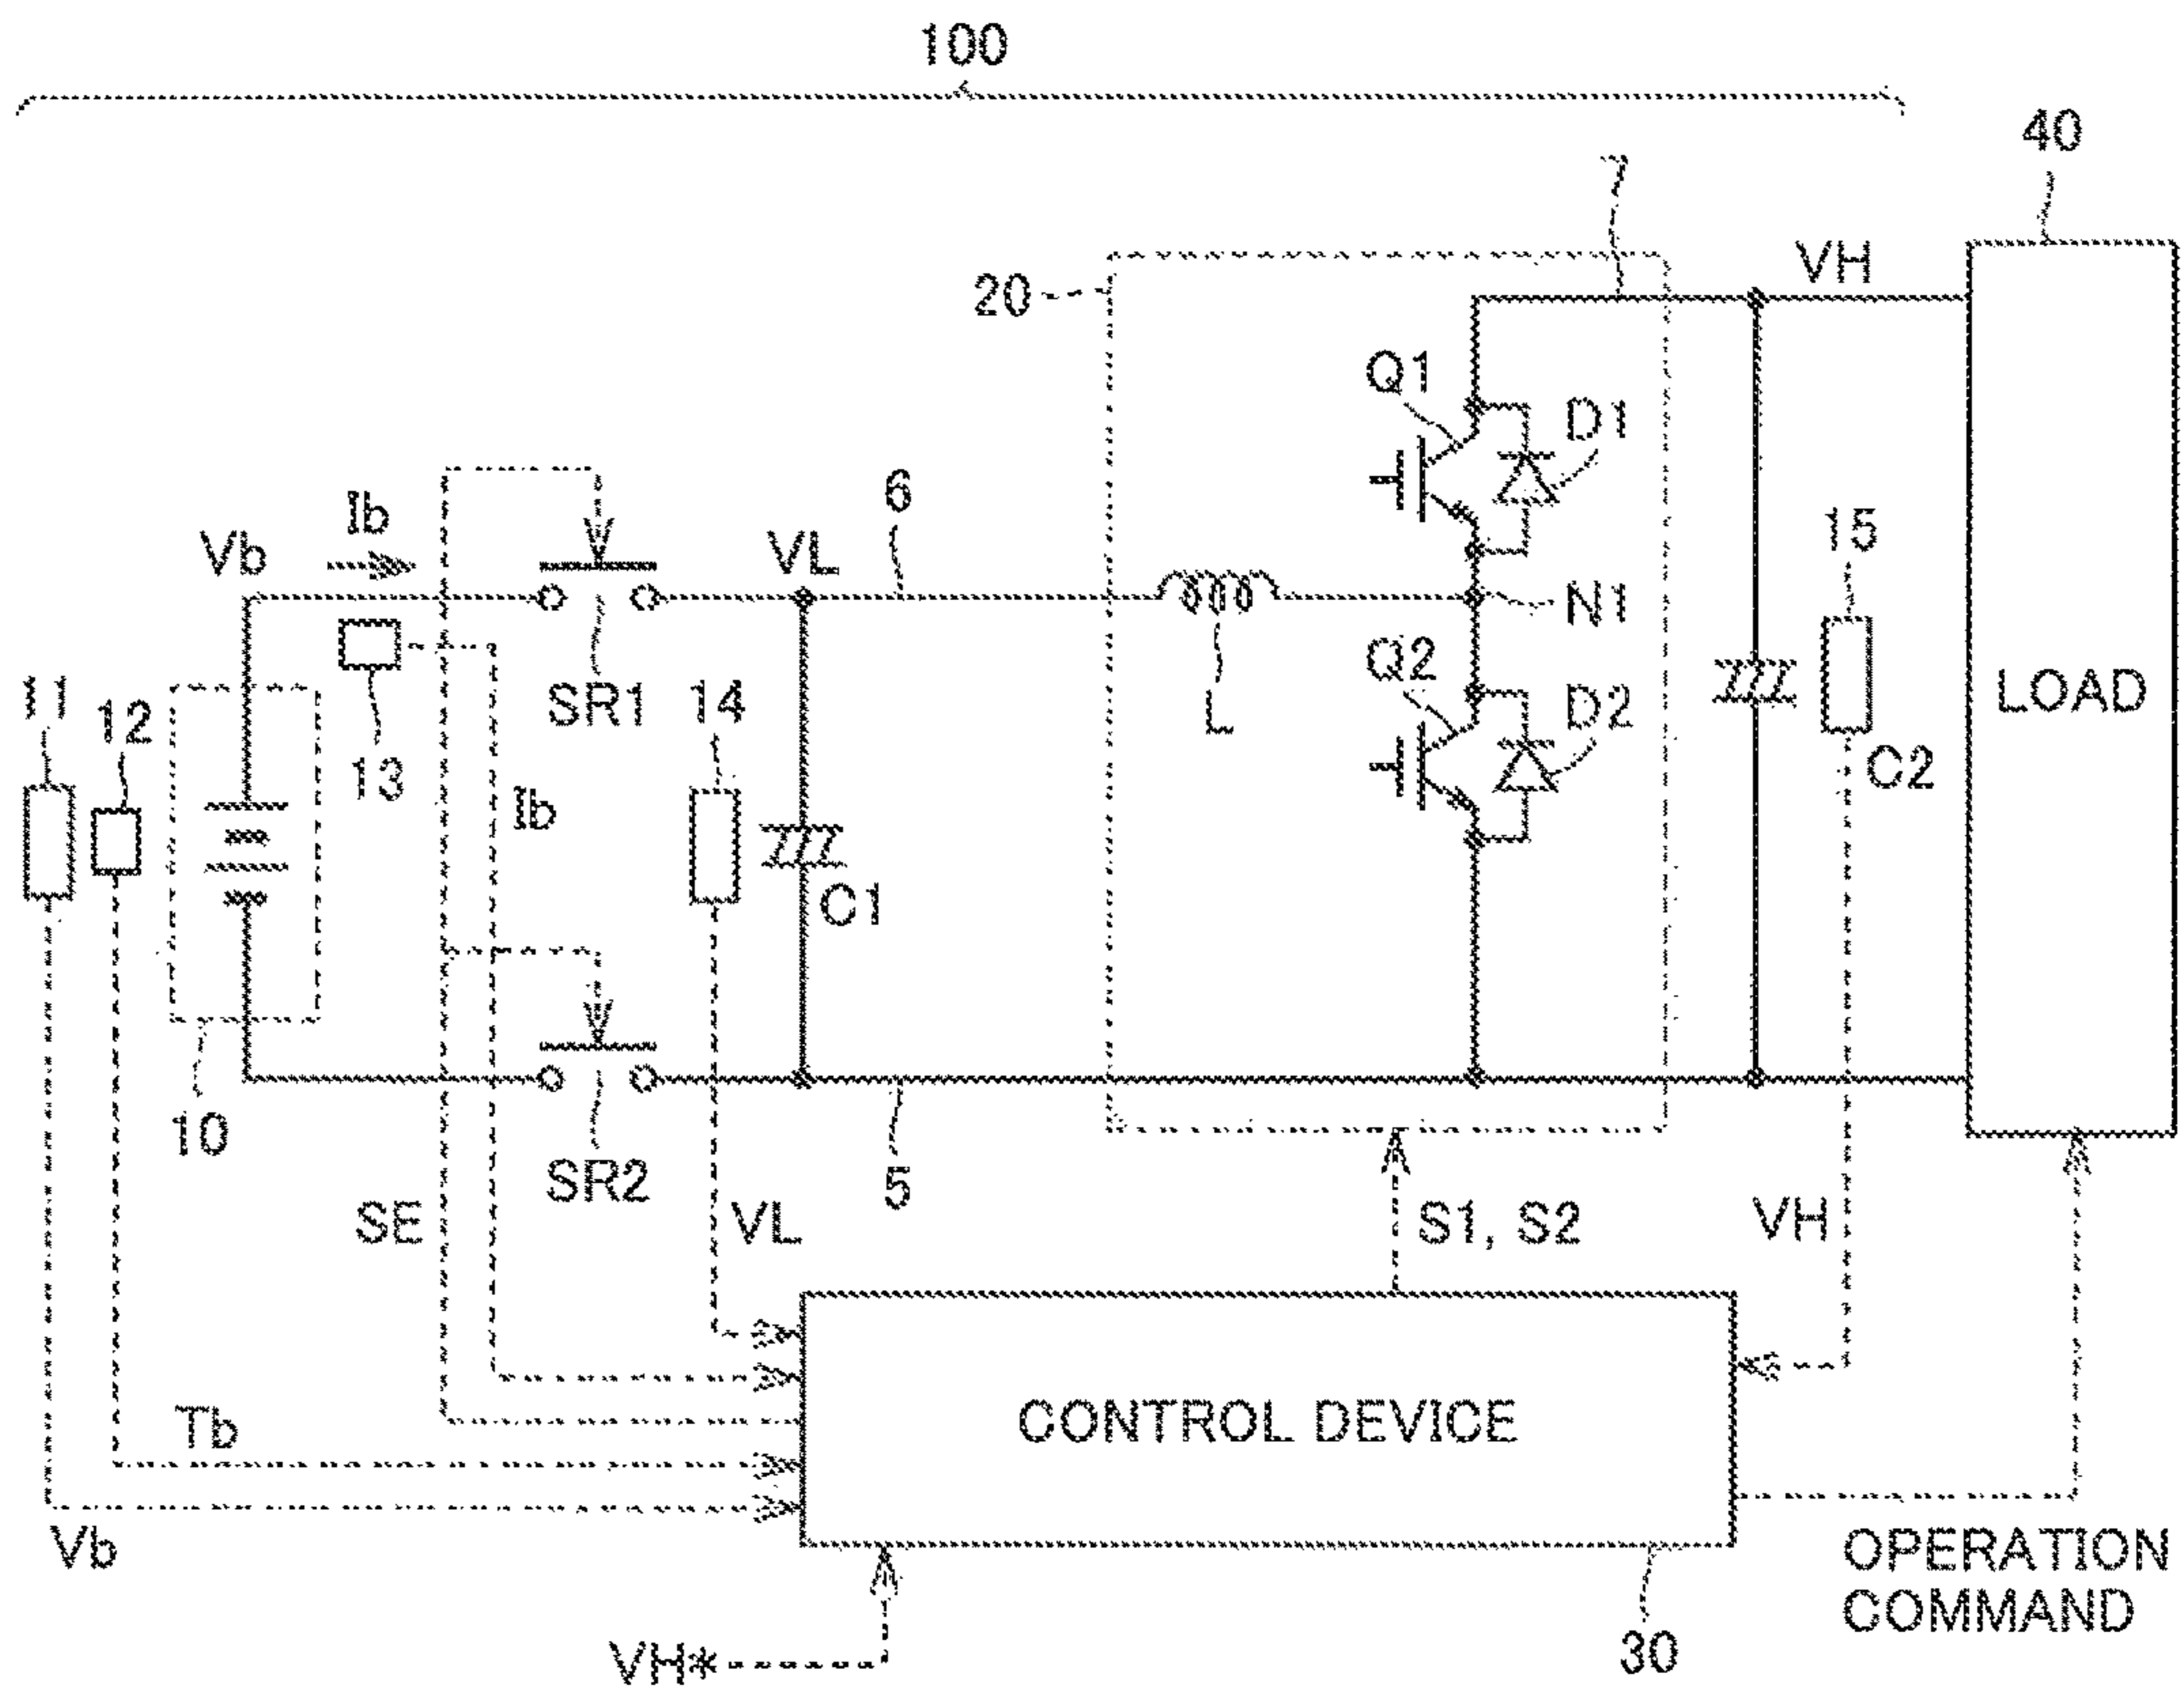 100
40
7
20
VH
Q1
D1
6
Ib
15
Vb
VL
N1
Q2
11
12
SR1
14
L
D2
LOAD
13
C2
Ib
C1
10
SR2
5
SE
VL
S1, S2
VH
Tb
CONTROL DEVICE
Vb
OPERATION
COMMAND
VH*
30